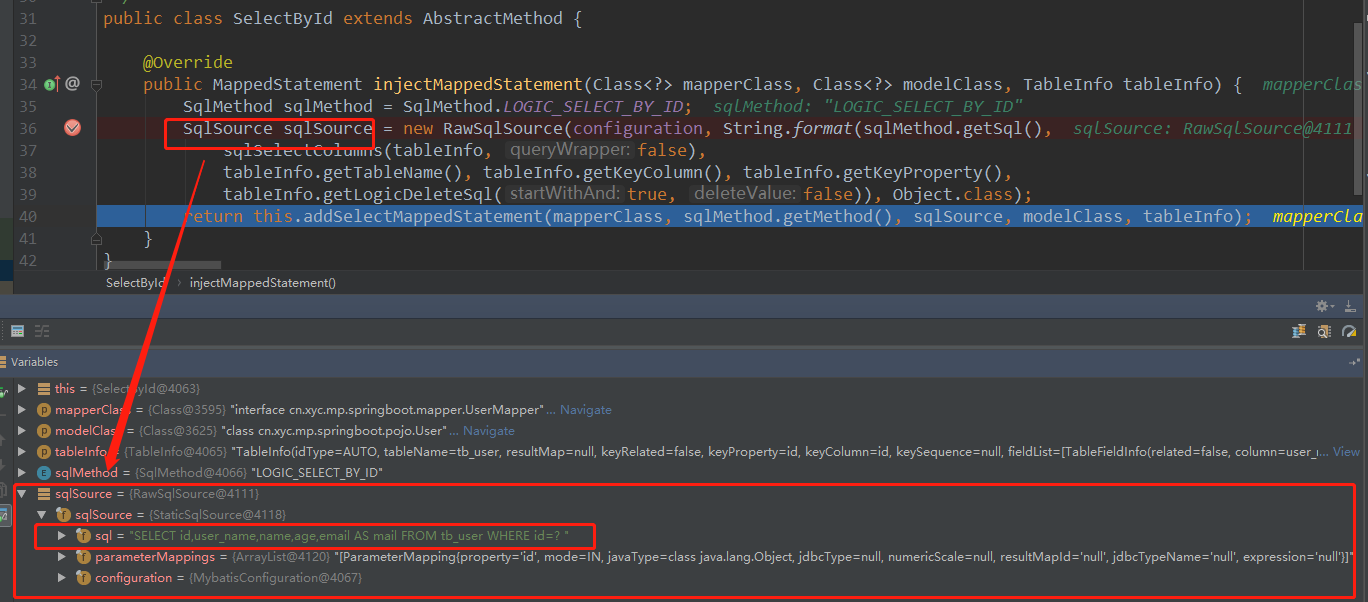 31 public class SelectById extends AbstractMethod {
32
33 @Override
34 public MappedStatement injectMappedStatement(Class<?> mapperClass, Class<?> modelClass, TableInfo tableInfo) { mapperClas
35 SqlMethod sqlMethod = SqlMethod.LOGIC_SELECT_BY_ID; sqlMethod: "LOGIC_SELECT_BY_ID"
36 SqlSource sqlSource = new RawSqlSource(configuration, String.format(sqlMethod.getSql(), sqlSource: RawSqlSource@4111
37 sqlSelectColumns(tableInfo, queryWrapper: false),
38 tableInfo.getTableName(), tableInfo.getKeyColumn(), tableInfo.getKeyProperty(),
39 tableInfo.getLogicDeleteSql( startWithAnd: true, deleteValue: false)), Object.class);
40 return this.addSelectMappedStatement(mapperClass, sqlMethod.getMethod(), sqlSource, modelClass, tableInfo); mapperCla
41 }
42 }
SelectById › injectMappedStatement()
Variables
this = {SelectById@4063}
mapperClass = {Class@3595} "interface cn.xyc.mp.springboot.mapper.UserMapper"... Navigate
modelClass = {Class@3625} "class cn.xyc.mp.springboot.pojo.User"... Navigate
tableInfo = {TableInfo@4065} "TableInfo(idType=AUTO, tableName=tb_user, resultMap=null, keyRelated=false, keyProperty=id, keyColumn=id, keySequence=null, fieldList=[TableFieldInfo(related=false, column=user_... View
sqlMethod = {SqlMethod@4066} "LOGIC_SELECT_BY_ID"
sqlSource = {RawSqlSource@4111}
sqlSource = {StaticSqlSource@4118}
sql = "SELECT id,user_name,name,age,email AS mail FROM tb_user WHERE id=? "
parameterMappings = {ArrayList@4120} "[ParameterMapping{property='id', mode=IN, javaType=class java.lang.Object, jdbcType=null, numericScale=null, resultMapId='null', jdbcTypeName='null', expression='null'}]"
configuration = {MybatisConfiguration@4067}